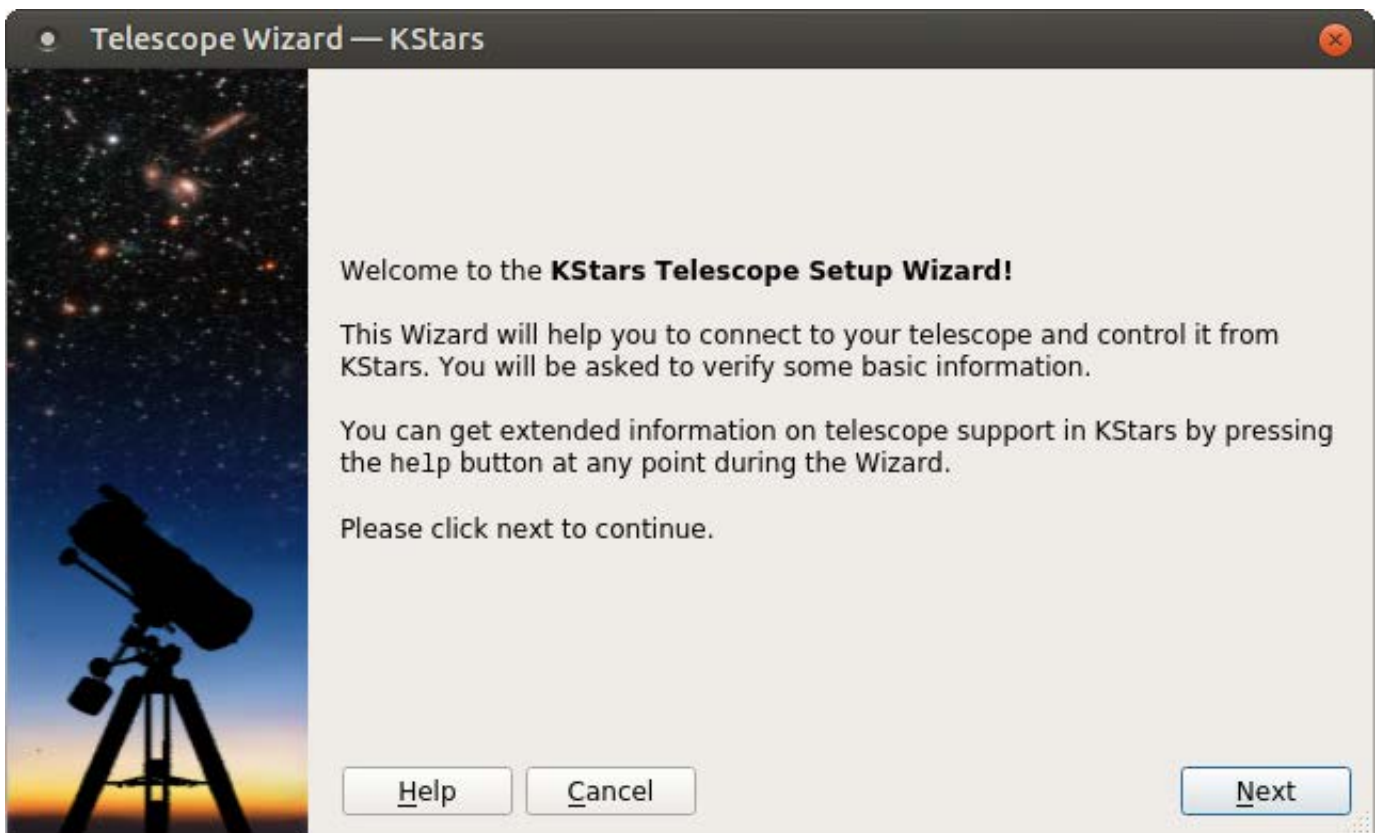 Telescope Wizard — KStars
Welcome to the KStars Telescope Setup Wizard!
This Wizard will help you to connect to your telescope and control it from
KStars. You will be asked to verify some basic information.
You can get extended information on telescope support in KStars by pressing
the help button at any point during the Wizard.
Please click next to continue.
Help Cancel Next